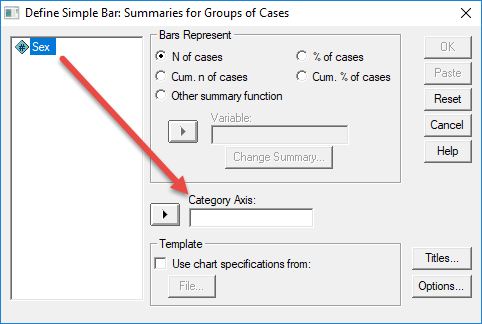 Define Simple Bar: Summaries for Groups of Cases
# Sex
Bars Represent
N of cases
% of cases
Cum. n of cases
Cum. % of cases
Other summary function
Variable:
Change Summary...
Category Axis:
Template
Use chart specifications from:
File...
OK
Paste
Reset
Cancel
Help
Titles...
Options...